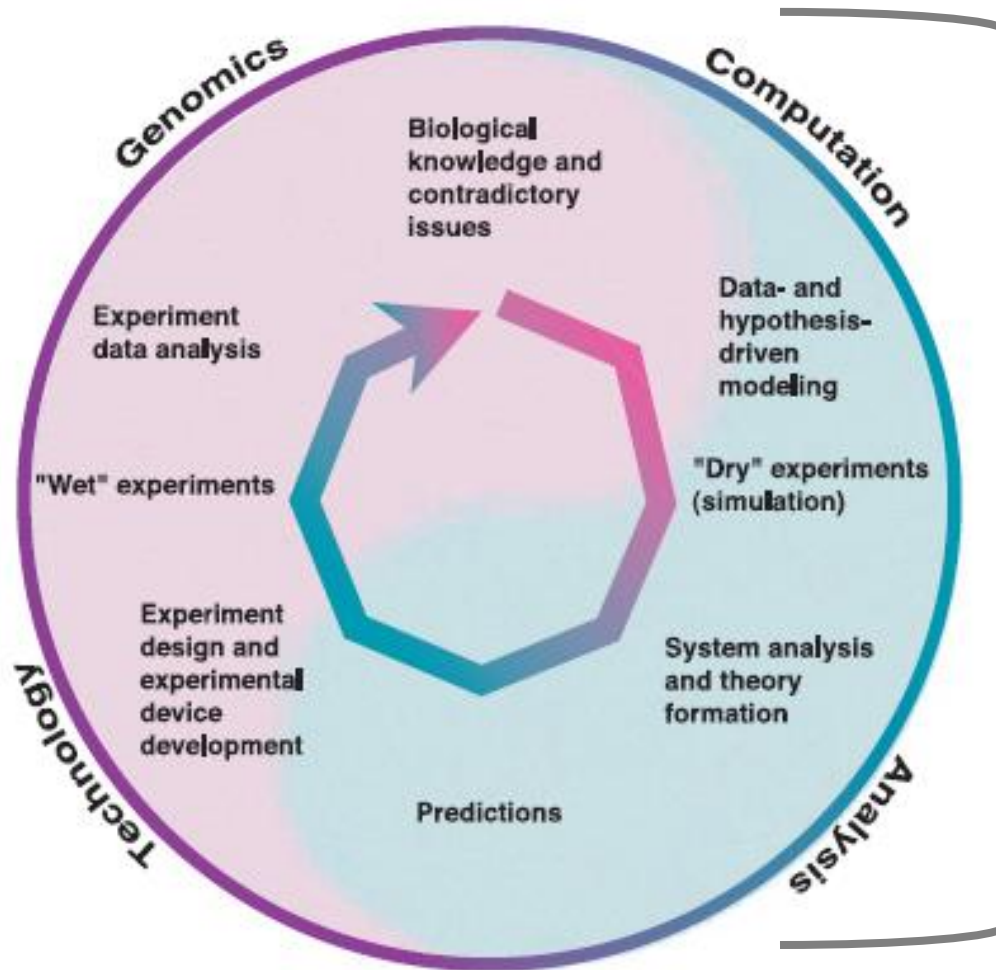 Genomics
Computation
Biological
knowledge and
contradictory
issues
Data- and
hypothesis-
driven
modeling
"Dry" experiments
(simulation)
System analysis
and theory
formation
Predictions
Experiment
design and
experimental
device
development
"Wet" experiments
Experiment
data analysis
Technology
Analysis